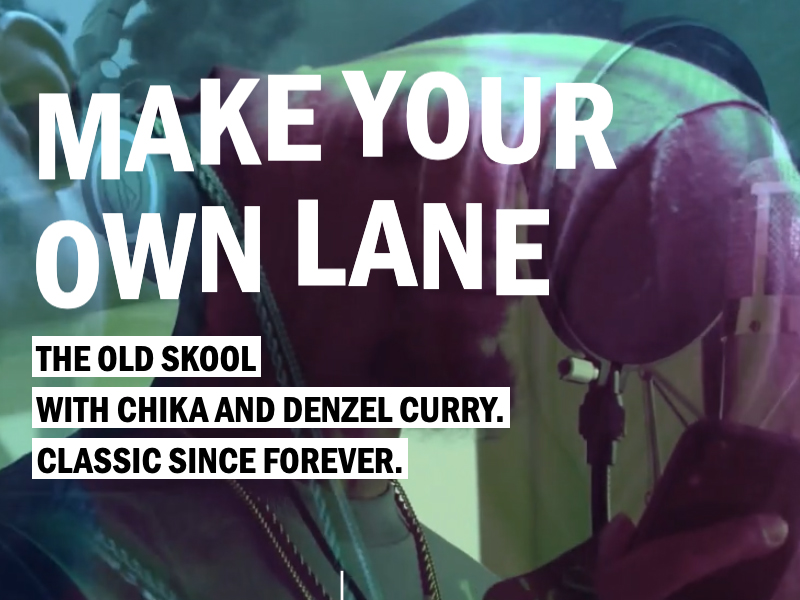 MAKE YOUR
OWN LANE
THE OLD SKOOL
WITH CHIKA AND DENZEL CURRY.
CLASSIC SINCE FOREVER.